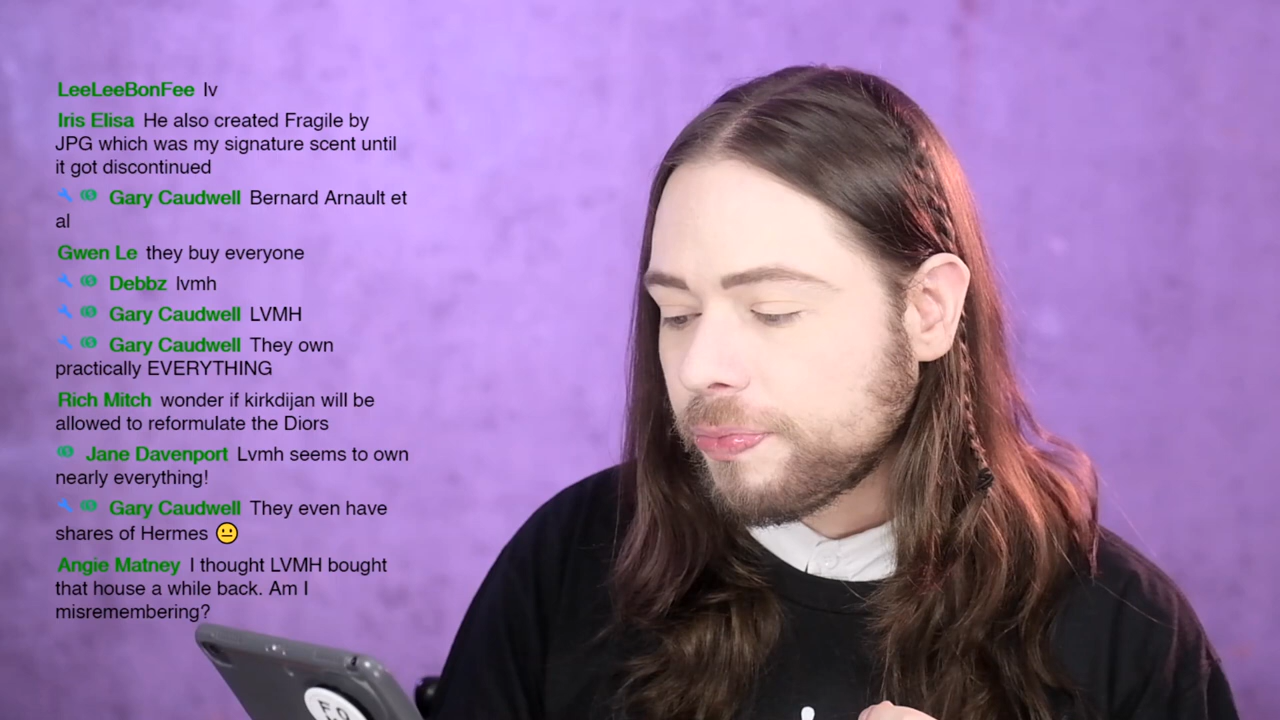 LeeLeeBonFee lv
Iris Elisa He also created Fragile by
JPG which was my signature scent until
it got discontinued
Gary Caudwell Bernard Arnault et
al
Gwen Le they buy everyone
Debbz lvmh
Gary Caudwell LVMH
Gary Caudwell They own
practically EVERYTHING
Rich Mitch wonder if kirkdijan will be
allowed to reformulate the Diors
Jane Davenport Lvmh seems to own
nearly everything!
Gary Caudwell They even have
shares of Hermes 😐
Angie Matney I thought LVMH bought
that house a while back. Am I
misremembering?